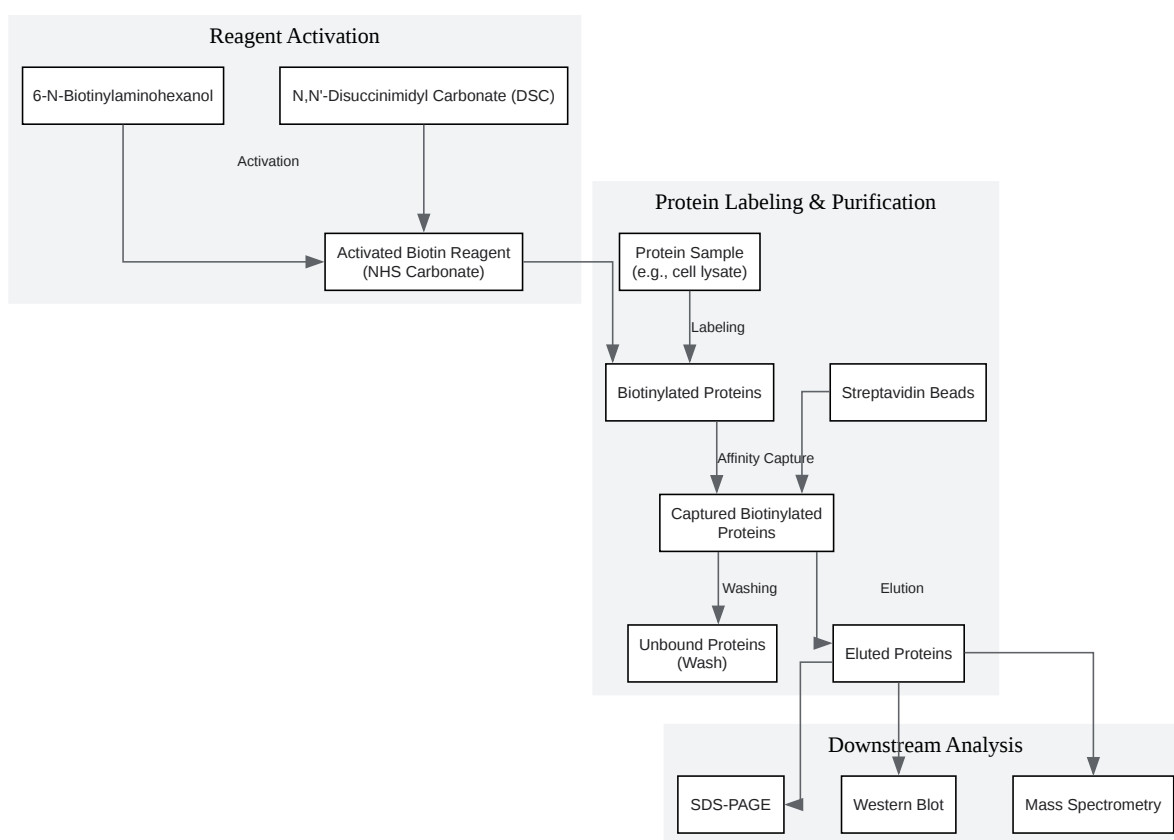 Reagent Activation
6-N-Biotinylaminohexanol
N,N'-Disuccinimidyl Carbonate (DSC)
Activation
Activated Biotin Reagent
(NHS Carbonate)
Protein Labeling & Purification
Protein Sample
(e.g., cell lysate)
Labeling
Biotinylated Proteins
Streptavidin Beads
Affinity Capture
Captured Biotinylated
Proteins
Washing
Elution
Unbound Proteins
(Wash)
Eluted Proteins
Downstream Analysis
SDS-PAGE
Western Blot
Mass Spectrometry